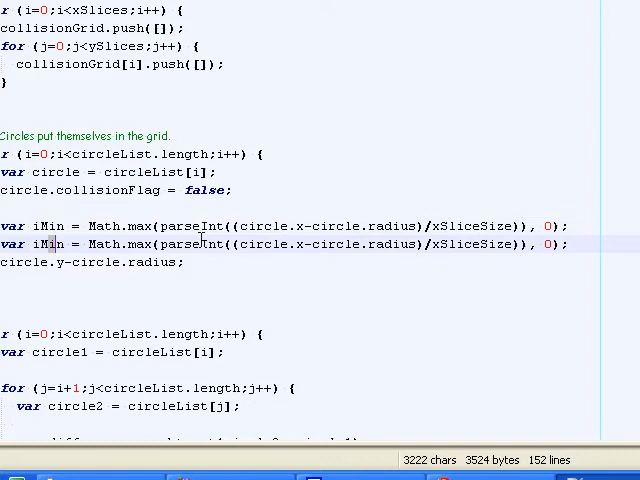 r (i=0;i<xSlices;i++) {
collisionGrid.push([]);
for (j=0;j<ySlices;j++) {
collisionGrid[i].push([]);
}
Circles put themselves in the grid.
r (i=0;i<circleList.length;i++) {
var circle = circleList[i];
circle.collisionFlag = false;
var iMin = Math.max(parseInt((circle.x-circle.radius)/xSliceSize)), 0);
var iMin = Math.max(parseInt((circle.x-circle.radius)/xSliceSize)), 0);
circle.y-circle.radius;
r (i=0;i<circleList.length;i++) {
var circle1 = circleList[i];
for (j=i+1;j<circleList.length;j++) {
var circle2 = circleList[j];
3222 chars 3524 bytes 152 lines